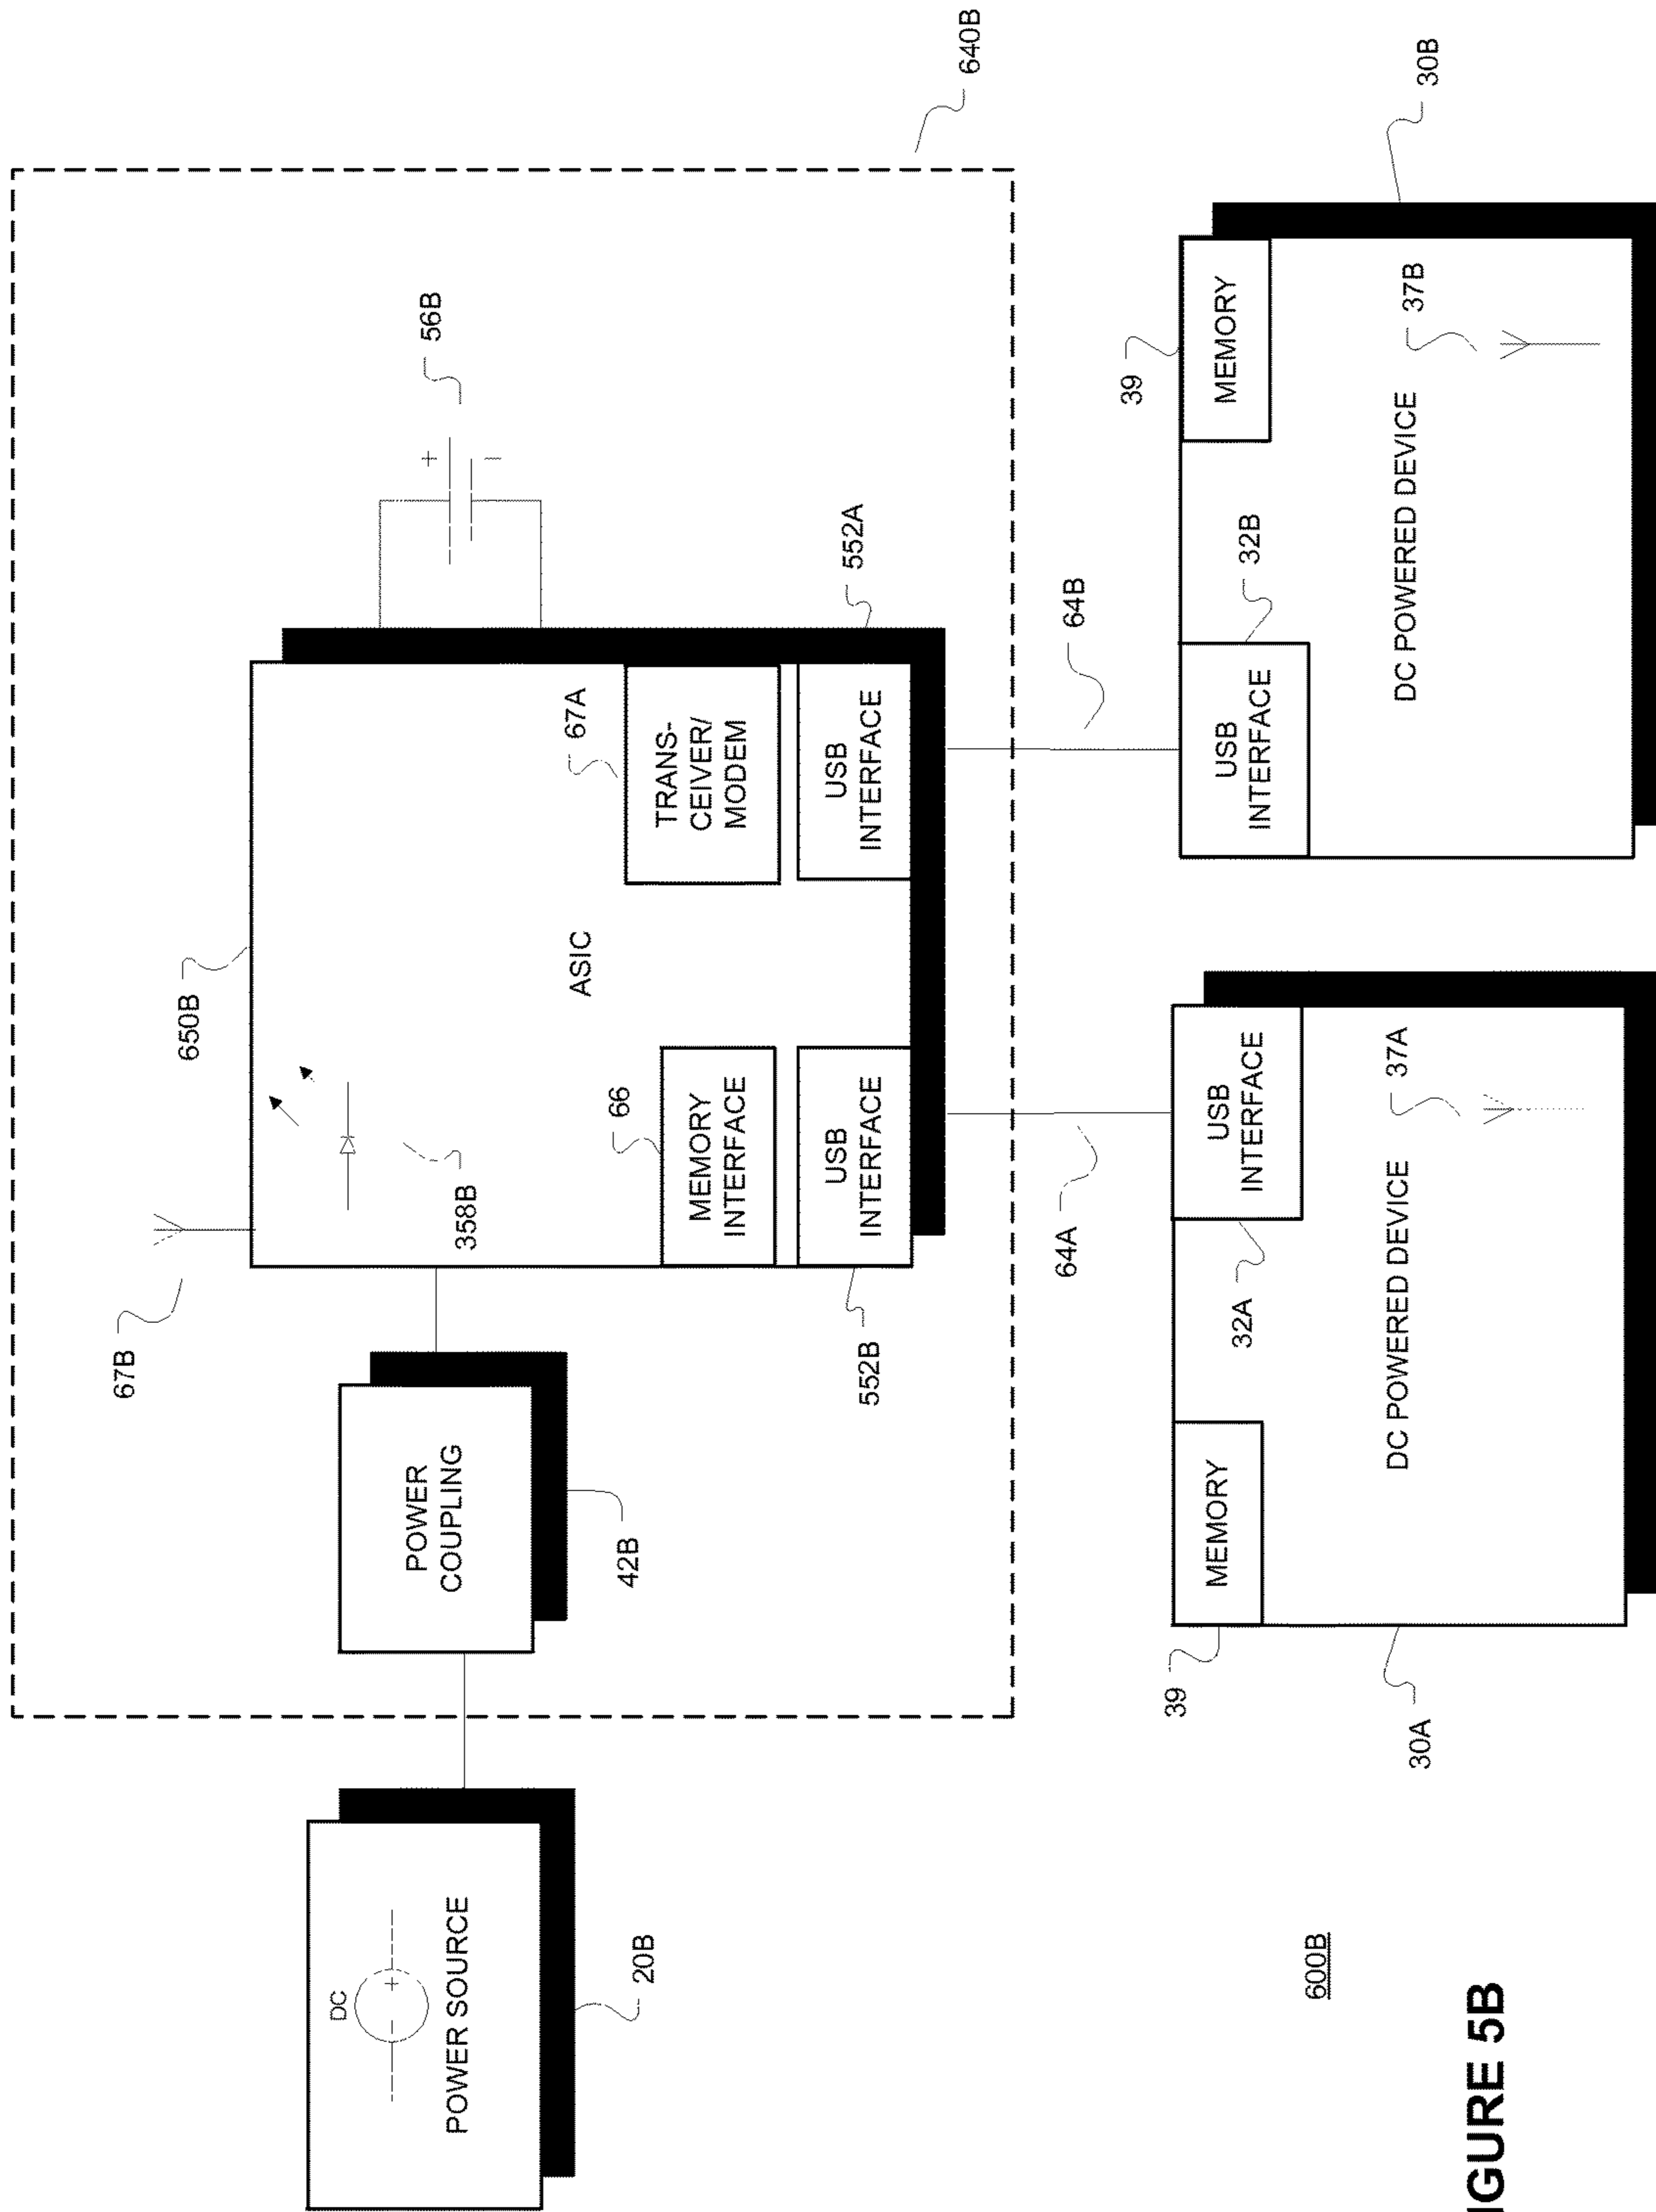 640B
67B
650B
56B
358B
DC
POWER SOURCE
20B
POWER
COUPLING
42B
ASIC
66
MEMORY
INTERFACE
67A
TRANS-
CEIVER/
MODEM
USB
INTERFACE
552B
USB
INTERFACE
552A
64A
64B
39
MEMORY
32A
USB
INTERFACE
DC POWERED DEVICE
37A
30A
USB
INTERFACE
32B
39
MEMORY
DC POWERED DEVICE
37B
30B
600B
IGURE 5B